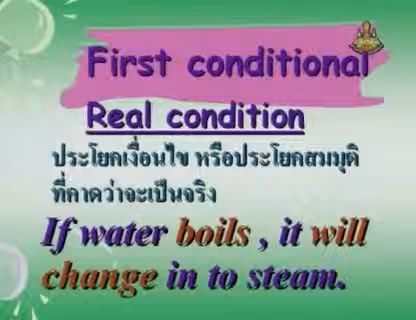 First conditional
Real condition
ประโยคเงื่อนไข หรือประโยคสมมุติ
ที่คาดว่าจะเป็นจริง
If water boils , it will
change in to steam.